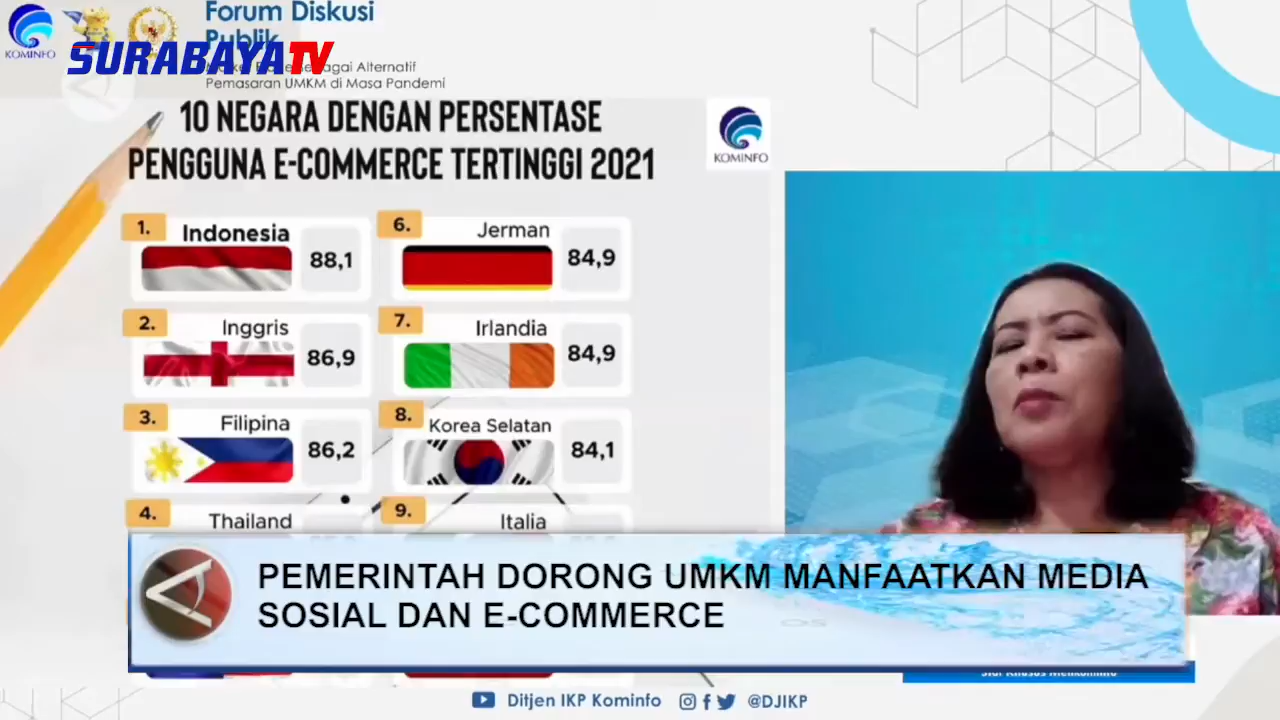 Forum Diskusi
Publik
KOMINFO
SURABAYATV
Alternatif
Pemasaran UMKM di Masa Pandemi
10 NEGARA DENGAN PERSENTASE
PENGGUNA E-COMMERCE TERTINGGI 2021
KOMINFO
1.
Indonesia
88,1
6.
Jerman
84,9
2.
Inggris
86,9
7.
Irlandia
84,9
3.
Filipina
86,2
8.
Korea Selatan
84,1
4.
Thailand
9.
Italia
PEMERINTAH DORONG UMKM MANFAATKAN MEDIA
SOSIAL DAN E-COMMERCE
Ditjen IKP Kominfo
@DJIKP